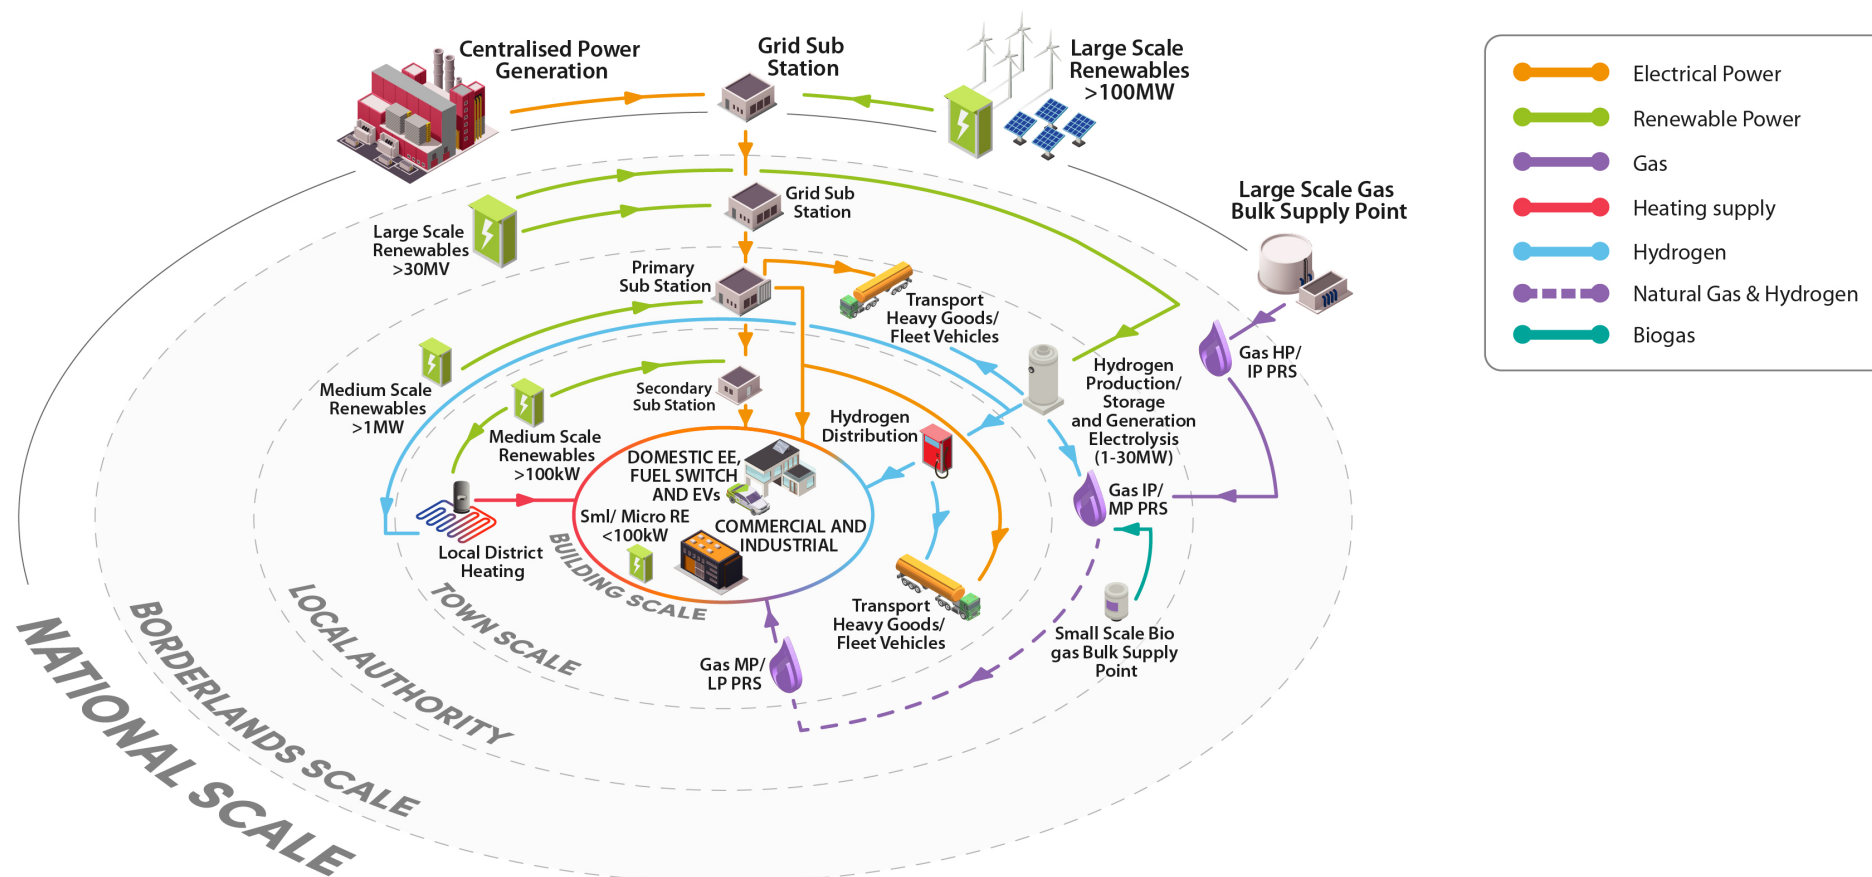 Centralised Power
Generation
Grid Sub
Station
Large Scale
Renewables
>100MW
Electrical Power
Renewable Power
Gas
Heating supply
Hydrogen
Natural Gas & Hydrogen
Biogas
Large Scale Gas
Bulk Supply Point
Grid Sub
Station
Large Scale
Renewables
>30MV
Primary
Sub Station
Transport
Heavy Goods/
Fleet Vehicles
Gas HP/
IP PRS
Hydrogen
Production/
Storage
and Generation
Electrolysis
(1-30MW)
Medium Scale
Renewables
>1MW
Secondary
Sub Station
Hydrogen
Distribution
Medium Scale
Renewables
>100kW
DOMESTIC EE,
FUEL SWITCH
AND EVs
Gas IP/
MP PRS
Sml/ Micro RE
<100kW
COMMERCIAL AND
INDUSTRIAL
Local District
Heating
Transport
Heavy Goods/
Fleet Vehicles
Small Scale Bio
gas Bulk Supply
Point
Gas MP/
LP PRS
BUILDING SCALE
TOWN SCALE
LOCAL AUTHORITY
BORDERLANDS SCALE
NATIONAL SCALE